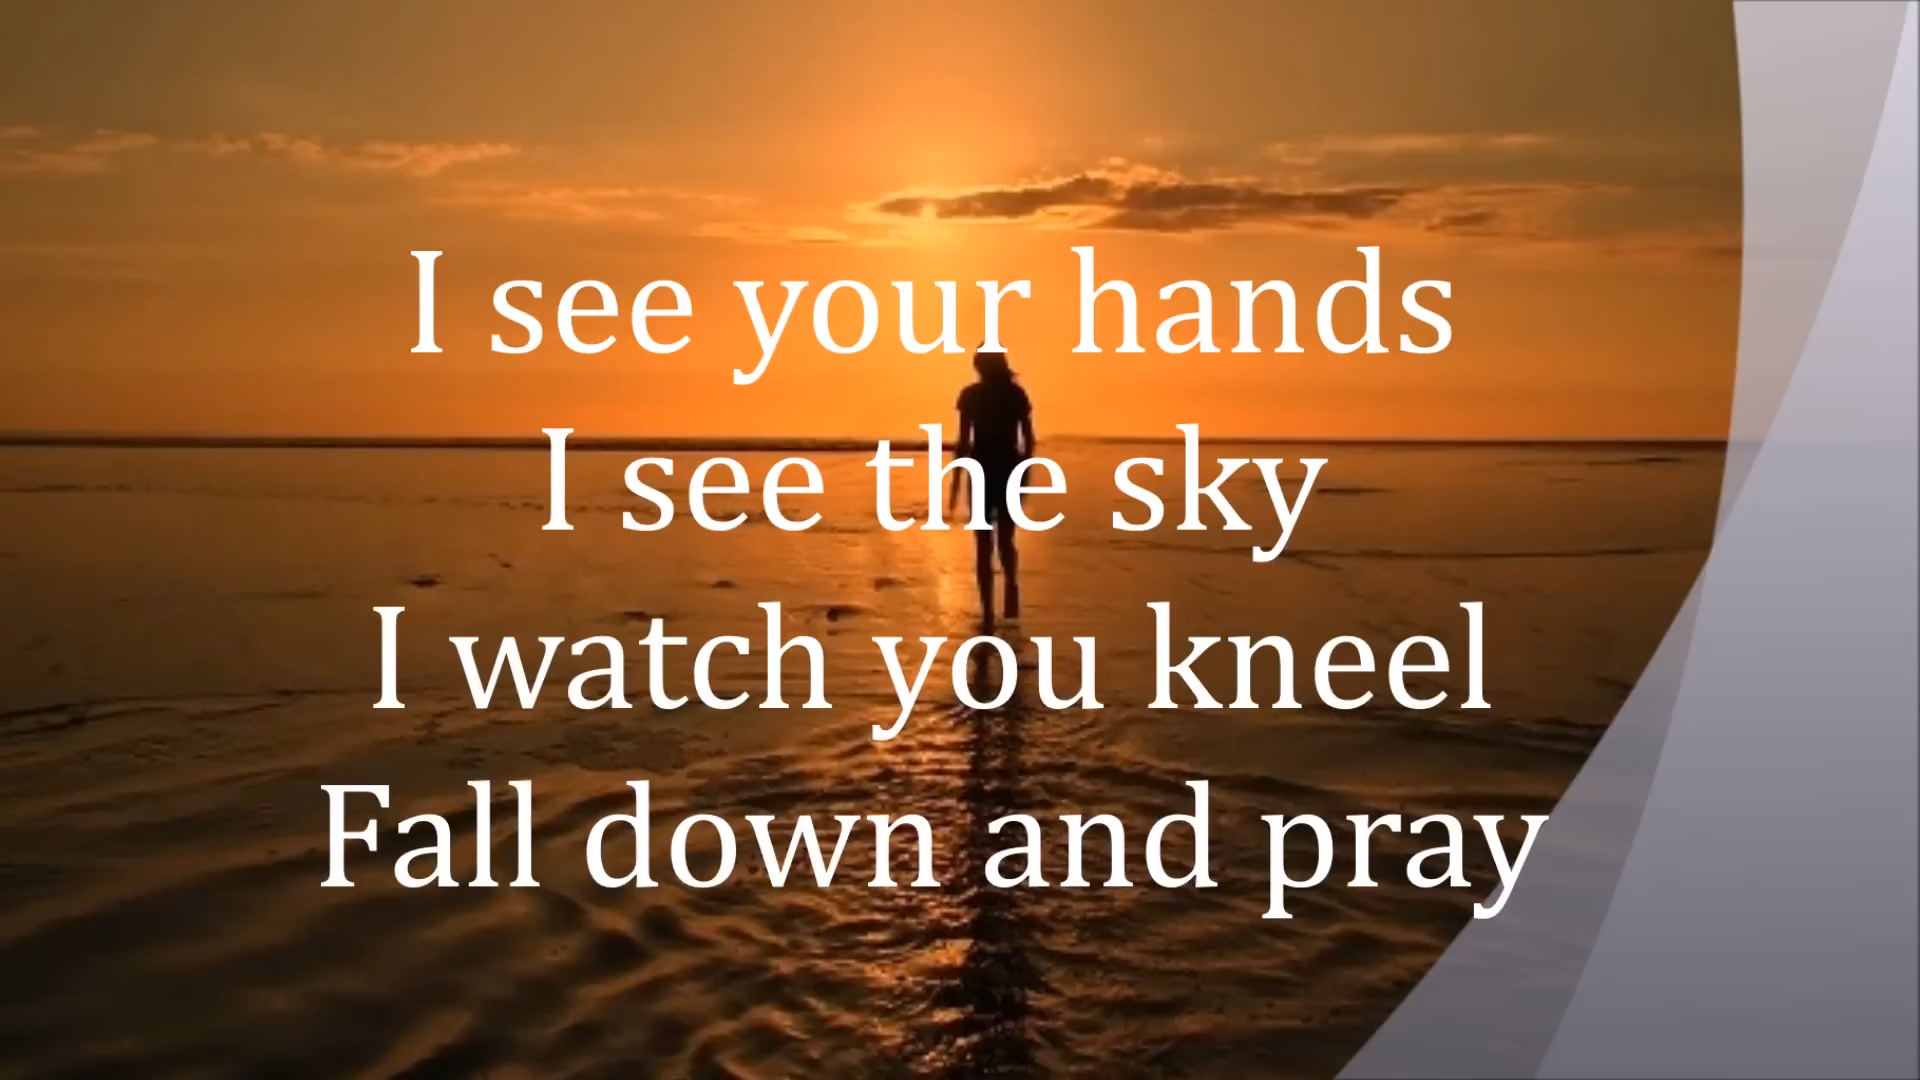 I see your hands
I see the sky
I watch you kneel
Fall down and pray